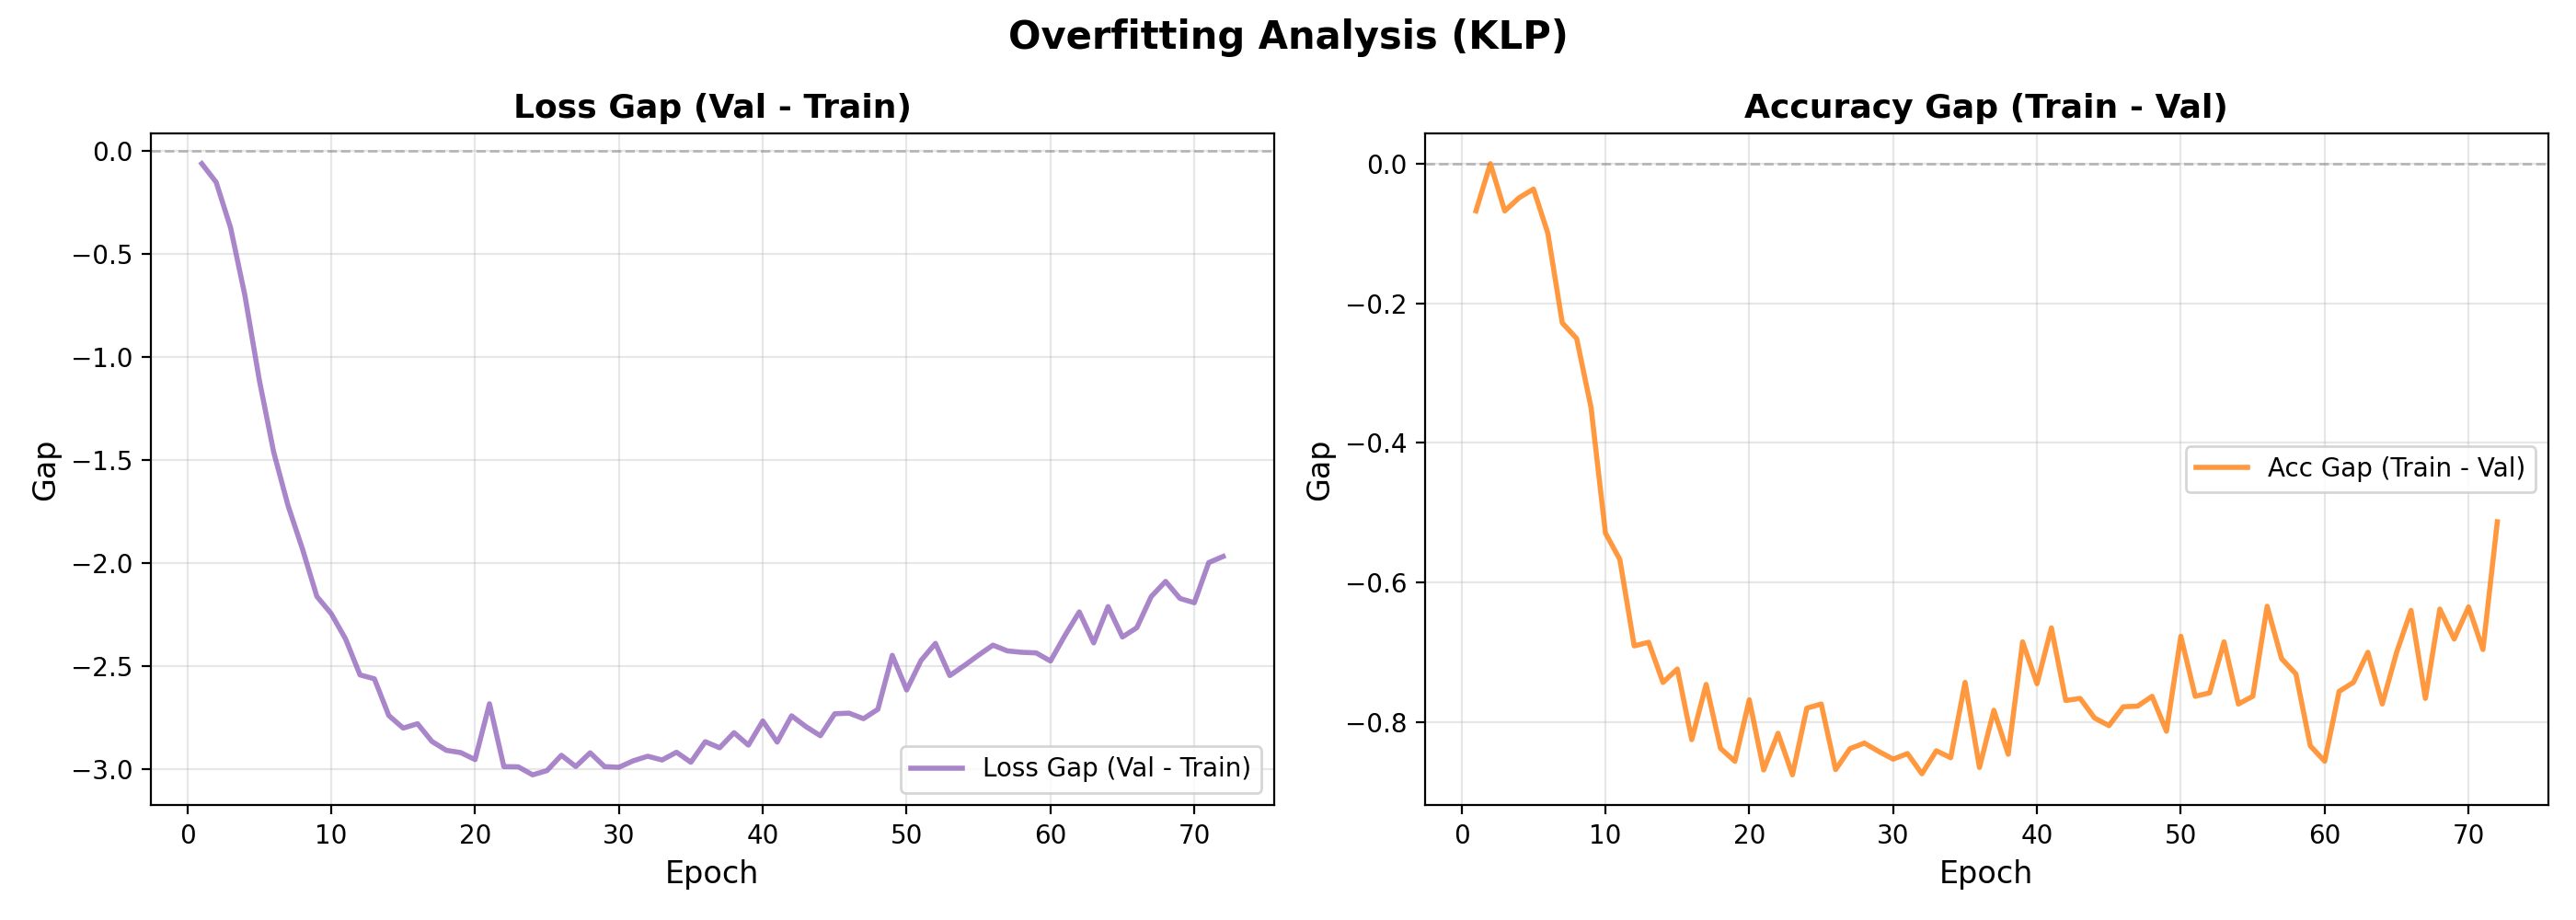 Overfitting Analysis (KLP)
Loss Gap (Val - Train)
0.0
−0.5
−1.0
−1.5
−2.0
−2.5
−3.0
Gap
Loss Gap (Val - Train)
0 10 20 30 40 50 60 70
Epoch
Accuracy Gap (Train - Val)
0.0
−0.2
−0.4
−0.6
−0.8
Gap
Acc Gap (Train - Val)
0 10 20 30 40 50 60 70
Epoch